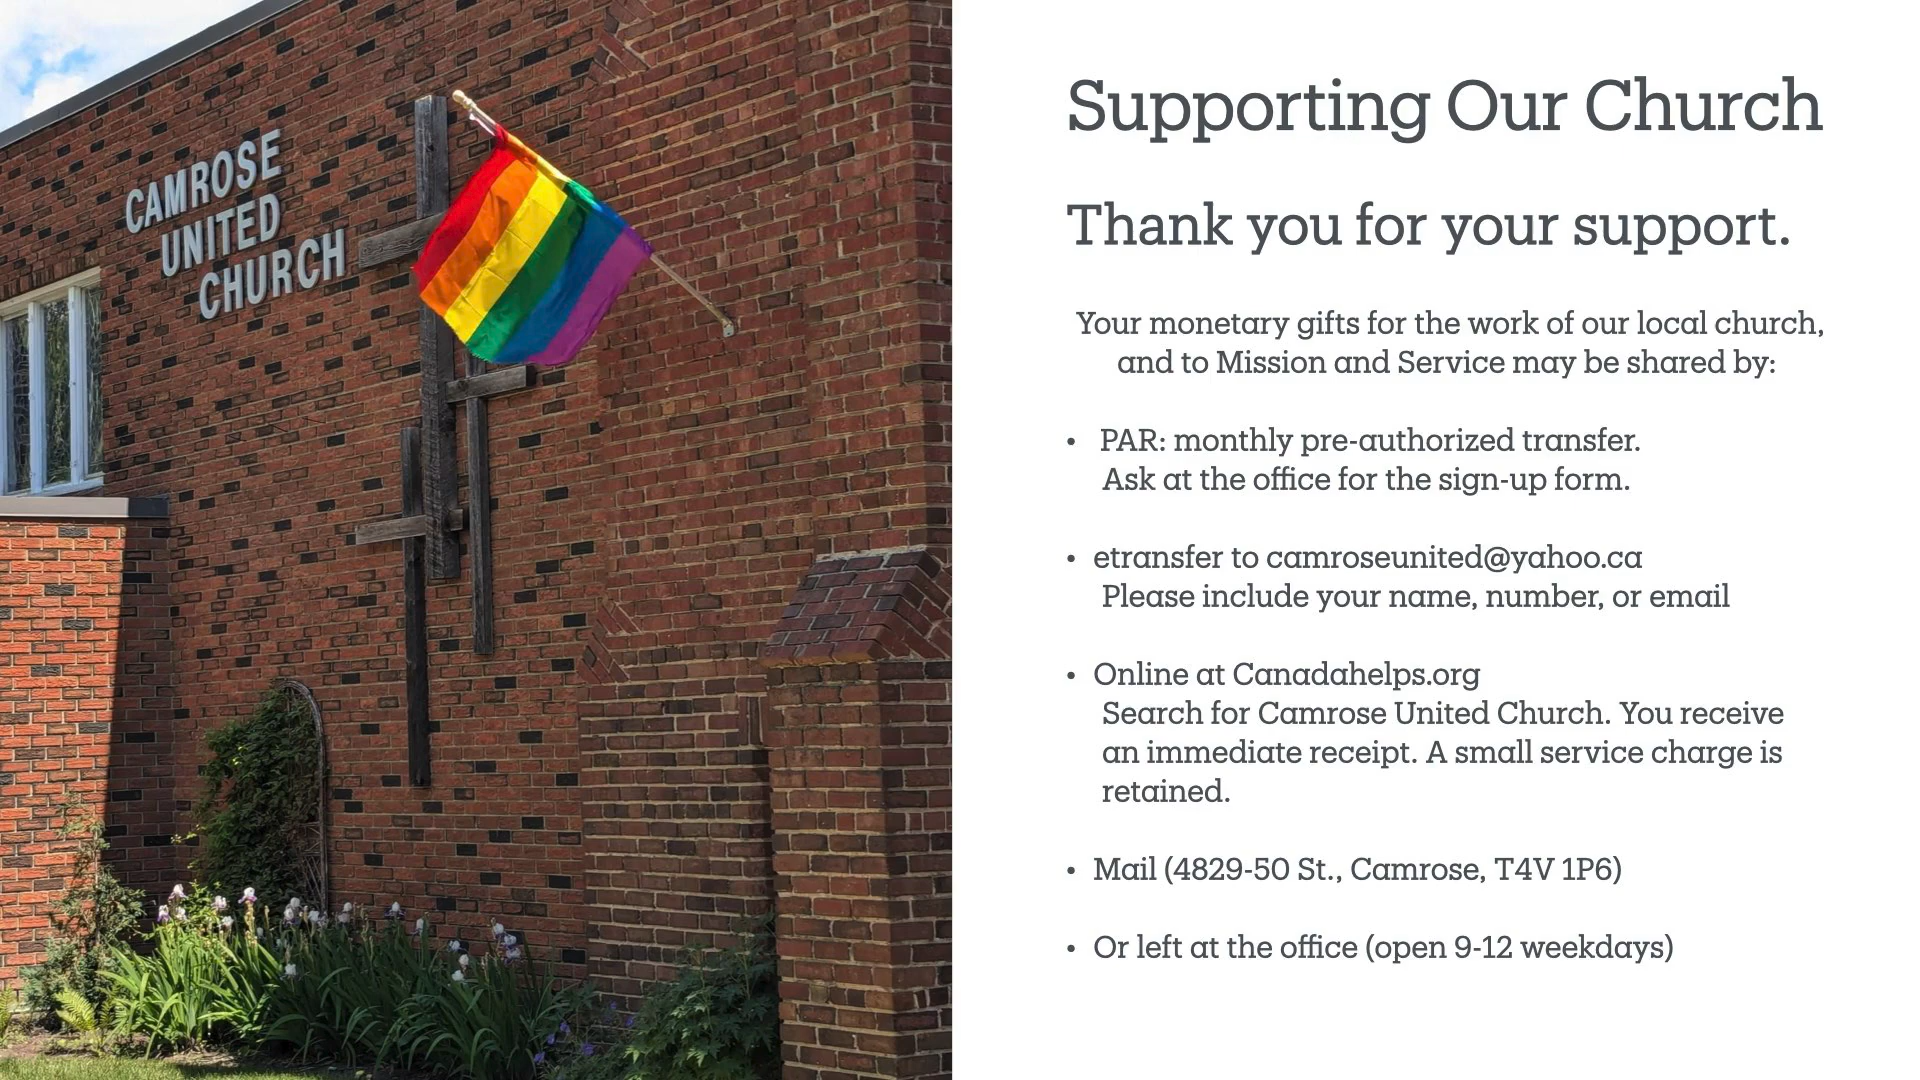 CAMROSE
UNITED
CHURCH
Supporting Our Church
Thank you for your support.
Your monetary gifts for the work of our local church,
and to Mission and Service may be shared by:
• PAR: monthly pre-authorized transfer.
Ask at the office for the sign-up form.
• etransfer to camroseunited@yahoo.ca
Please include your name, number, or email
• Online at Canadahelps.org
Search for Camrose United Church. You receive
an immediate receipt. A small service charge is
retained.
• Mail (4829-50 St., Camrose, T4V 1P6)
• Or left at the office (open 9-12 weekdays)